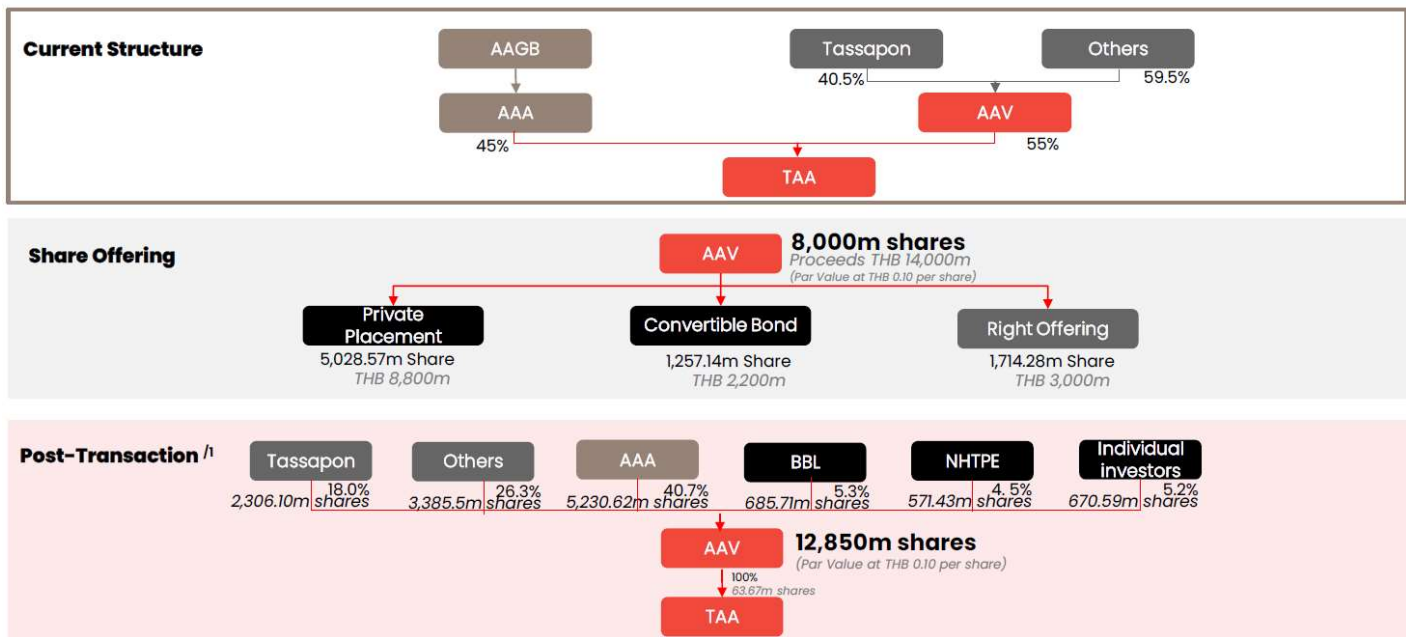 Current Structure
AAGB
Tassapon
Others
40.5%
59.5%
AAA
AAV
45%
55%
TAA
Share Offering
AAV
8,000m shares
Proceeds THB 14,000m
(Par Value at THB 0.10 per share)
Private
Placement
Convertible Bond
Right Offering
5,028.57m Share
1,257.14m Share
1,714.28m Share
THB 8,800m
THB 2,200m
THB 3,000m
Post-Transaction /1
Tassapon
Others
AAA
BBL
NHTPE
Individual
investors
18.0%
26.3%
40.7%
5.3%
4. 5%
5.2%
2,306.10m shares
3,385.5m shares
5,230.62m shares
685.71m shares
571.43m shares
670.59m shares
AAV
12,850m shares
(Par Value at THB 0.10 per share)
100%
63.67m shares
TAA